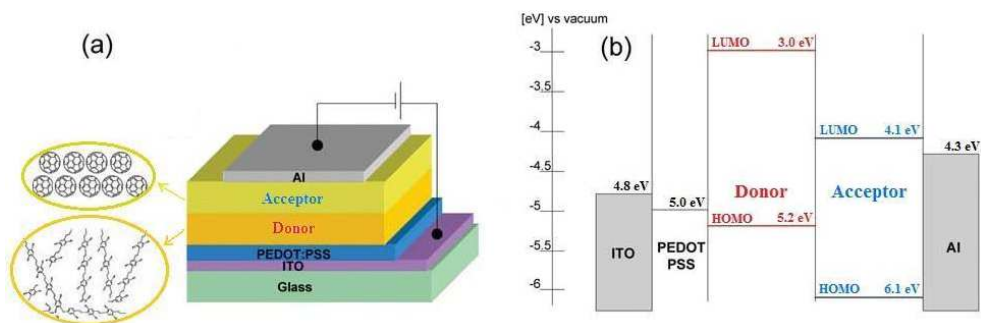 (a)
Al
Acceptor
Donor
PEDOT:PSS
ITO
Glass
[eV] vs vacuum
(b)
-3
-3.5
-4
-4.5
-5
-5.5
-6
LUMO 3.0 eV
LUMO 4.1 eV
4.3 eV
4.8 eV
5.0 eV
Donor
Acceptor
HOMO 5.2 eV
ITO
PEDOT
PSS
Al
HOMO 6.1 eV